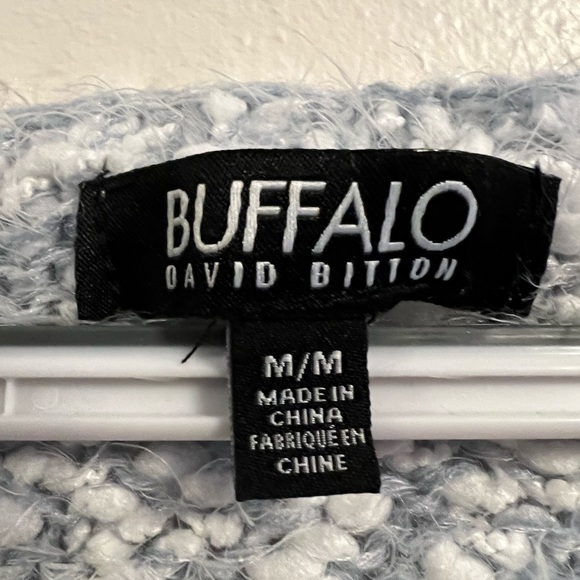 BUFFALO
DAVID BITTON
M/M
MADE IN
CHINA
FABRIQUÉ EN
CHINE